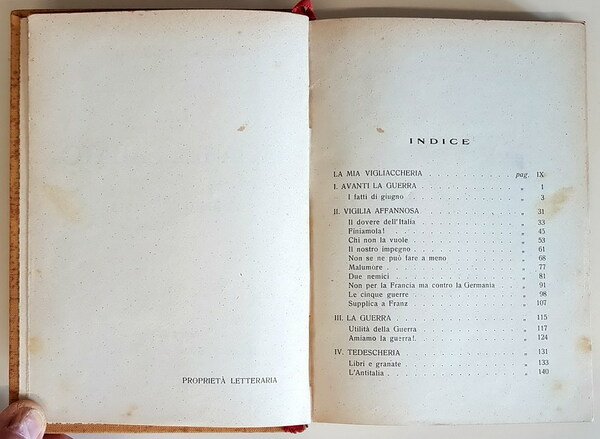 PROPRIETÀ LETTERARIA
INDICE
LA MIA VIGLIACCHERIA . . . . . . . . . . pag. IX
I. AVANTI LA GUERRA . . . . . . . . . . „ 1
I fatti di giugno . . . . . . . . . . „ 3
II. VIGILIA AFFANNOSA . . . . . . . . . . „ 31
Il dovere dell'Italia . . . . . . . . . . „ 33
Finiamola! . . . . . . . . . . „ 45
Chi non la vuole . . . . . . . . . . „ 53
Il nostro impegno . . . . . . . . . . „ 61
Non se ne può fare a meno . . . . . . . . „ 68
Malumore . . . . . . . . . . „ 77
Due nemici . . . . . . . . . . „ 81
Non per la Francia ma contro la Germania . . . . „ 91
Le cinque guerre . . . . . . . . . . „ 98
Supplica a Franz . . . . . . . . . . „ 107
III. LA GUERRA . . . . . . . . . . „ 115
Utilità della Guerra . . . . . . . . . . „ 117
Amiamo la guerra! . . . . . . . . . . „ 124
IV. TEDESCHERIA . . . . . . . . . . „ 131
Libri e granate . . . . . . . . . . „ 133
L'Antitalia . . . . . . . . . . „ 140